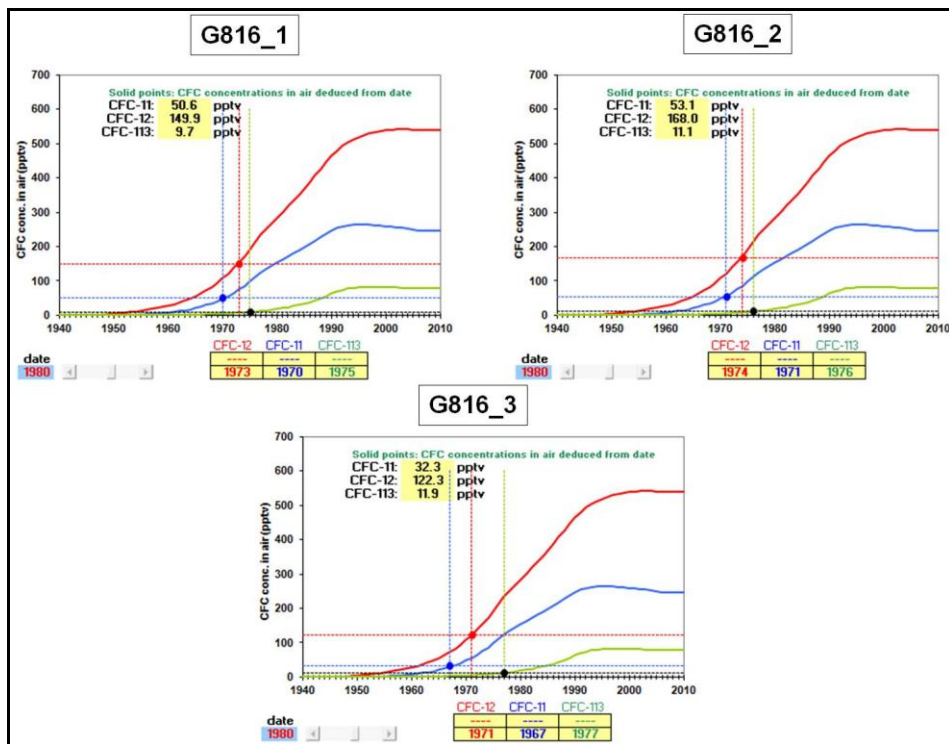 G816_1
700
600
500
400
300
200
100
0
CFC conc. in air (pptv)
Solid points: CFC concentrations in air deduced from date
CFC-11: 50.6 pptv
CFC-12: 149.9 pptv
CFC-113: 9.7 pptv
1940 1950 1960 1970 1980 1990 2000 2010
CFC-12 CFC-11 CFC-113
date ---- ---- ----
1980 1973 1970 1975
G816_2
700
600
500
400
300
200
100
0
CFC conc. in air (pptv)
Solid points: CFC concentrations in air deduced from date
CFC-11: 53.1 pptv
CFC-12: 168.0 pptv
CFC-113: 11.1 pptv
1940 1950 1960 1970 1980 1990 2000 2010
CFC-12 CFC-11 CFC-113
date ---- ---- ----
1980 1974 1971 1976
G816_3
700
600
500
400
300
200
100
0
CFC conc. in air (pptv)
Solid points: CFC concentrations in air deduced from date
CFC-11: 32.3 pptv
CFC-12: 122.3 pptv
CFC-113: 11.9 pptv
1940 1950 1960 1970 1980 1990 2000 2010
CFC-12 CFC-11 CFC-113
date ---- ---- ----
1980 1971 1967 1977